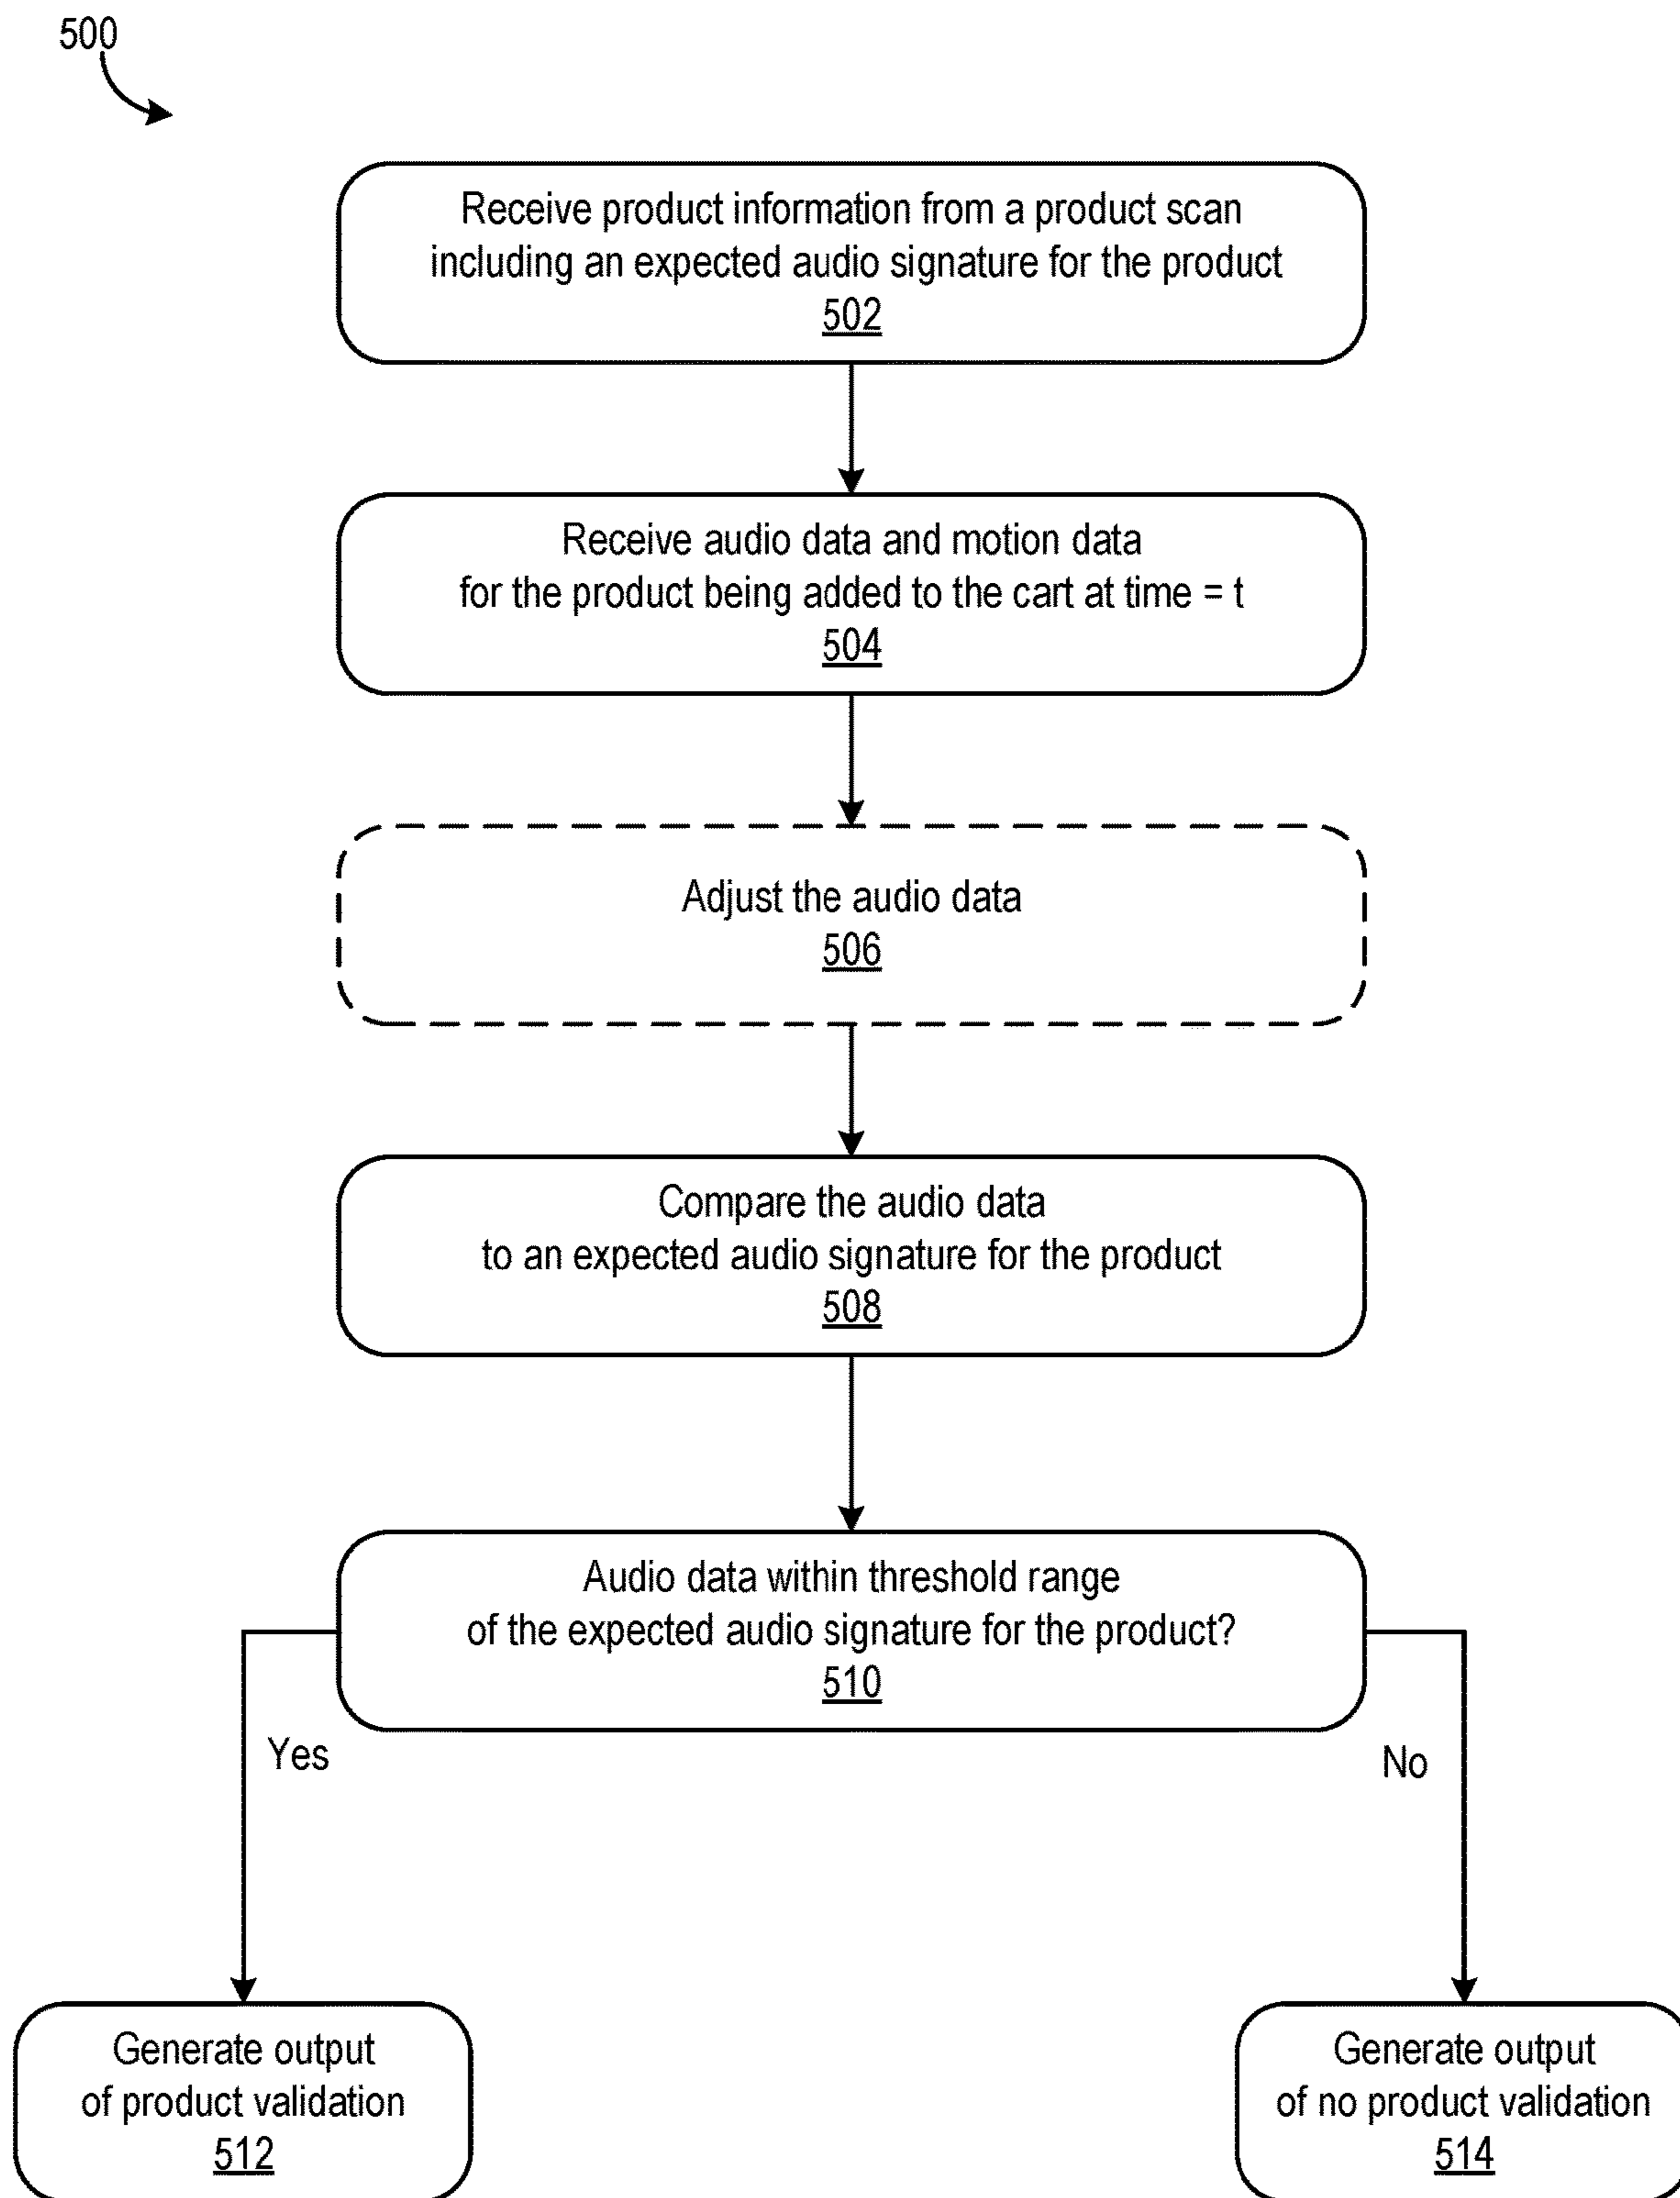 500
Receive product information from a product scan
including an expected audio signature for the product
502
Receive audio data and motion data
for the product being added to the cart at time = t
504
Adjust the audio data
506
Compare the audio data
to an expected audio signature for the product
508
Audio data within threshold range
of the expected audio signature for the product?
510
Yes
No
Generate output
of product validation
512
Generate output
of no product validation
514